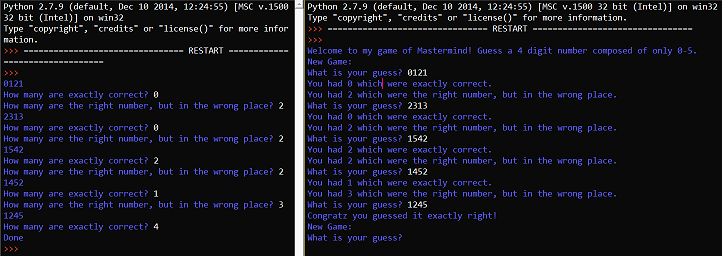 Python 2.7.9 (default, Dec 10 2014, 12:24:55) [MSC v.1500
32 bit (Intel)] on win32
Type "copyright", "credits" or "license()" for more infor
mation.
>>> ================================ RESTART ============
====================
>>>
0121
How many are exactly correct? 0
How many are the right number, but in the wrong place? 2
2313
How many are exactly correct? 0
How many are the right number, but in the wrong place? 2
1542
How many are exactly correct? 2
How many are the right number, but in the wrong place? 2
1452
How many are exactly correct? 1
How many are the right number, but in the wrong place? 3
1245
How many are exactly correct? 4
Done
>>>
Python 2.7.9 (default, Dec 10 2014, 12:24:55) [MSC v.1500 32 bit (Intel)] on win32
Type "copyright", "credits" or "license()" for more information.
>>> ================================ RESTART ================================
>>>
Welcome to my game of Mastermind! Guess a 4 digit number composed of only 0-5.
New Game:
What is your guess? 0121
You had 0 which were exactly correct.
You had 2 which were the right number, but in the wrong place.
What is your guess? 2313
You had 0 which were exactly correct.
You had 2 which were the right number, but in the wrong place.
What is your guess? 1542
You had 2 which were exactly correct.
You had 2 which were the right number, but in the wrong place.
What is your guess? 1452
You had 1 which were exactly correct.
You had 3 which were the right number, but in the wrong place.
What is your guess? 1245
Congratz you guessed it exactly right!
New Game:
What is your guess?